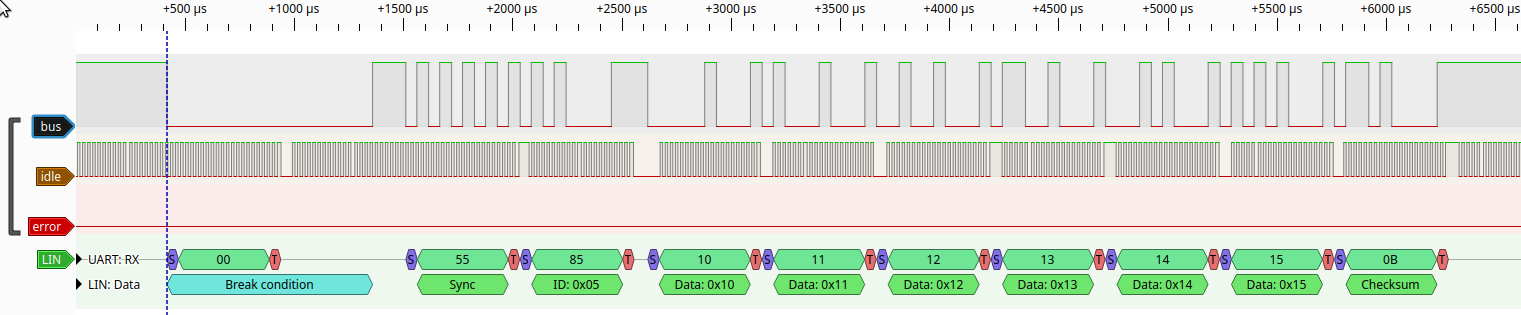 +500 µs +1000 µs +1500 µs +2000 µs +2500 µs +3000 µs +3500 µs +4000 µs +4500 µs +5000 µs +5500 µs +6000 µs +6500 µs
bus
idle
error
LIN UART: RX S 00 T S 55 T S 85 T S 10 T S 11 T S 12 T S 13 T S 14 T S 15 T S 0B T
LIN: Data Break condition Sync ID: 0x05 Data: 0x10 Data: 0x11 Data: 0x12 Data: 0x13 Data: 0x14 Data: 0x15 Checksum